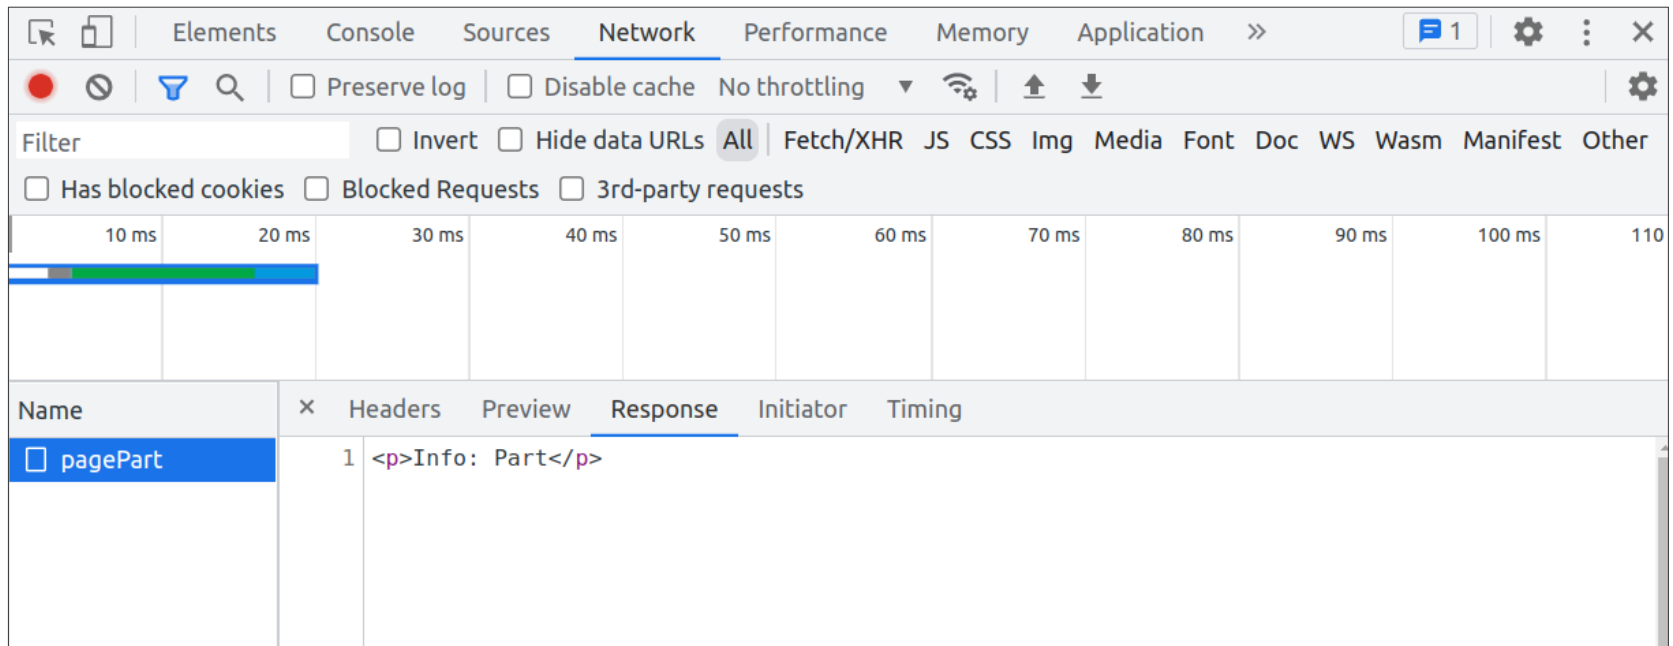 Elements Console Sources Network Performance Memory Application » 1
Preserve log Disable cache No throttling
Filter Invert Hide data URLs All Fetch/XHR JS CSS Img Media Font Doc WS Wasm Manifest Other
Has blocked cookies Blocked Requests 3rd-party requests
10 ms 20 ms 30 ms 40 ms 50 ms 60 ms 70 ms 80 ms 90 ms 100 ms 110
Name × Headers Preview Response Initiator Timing
pagePart 1 <p>Info: Part</p>